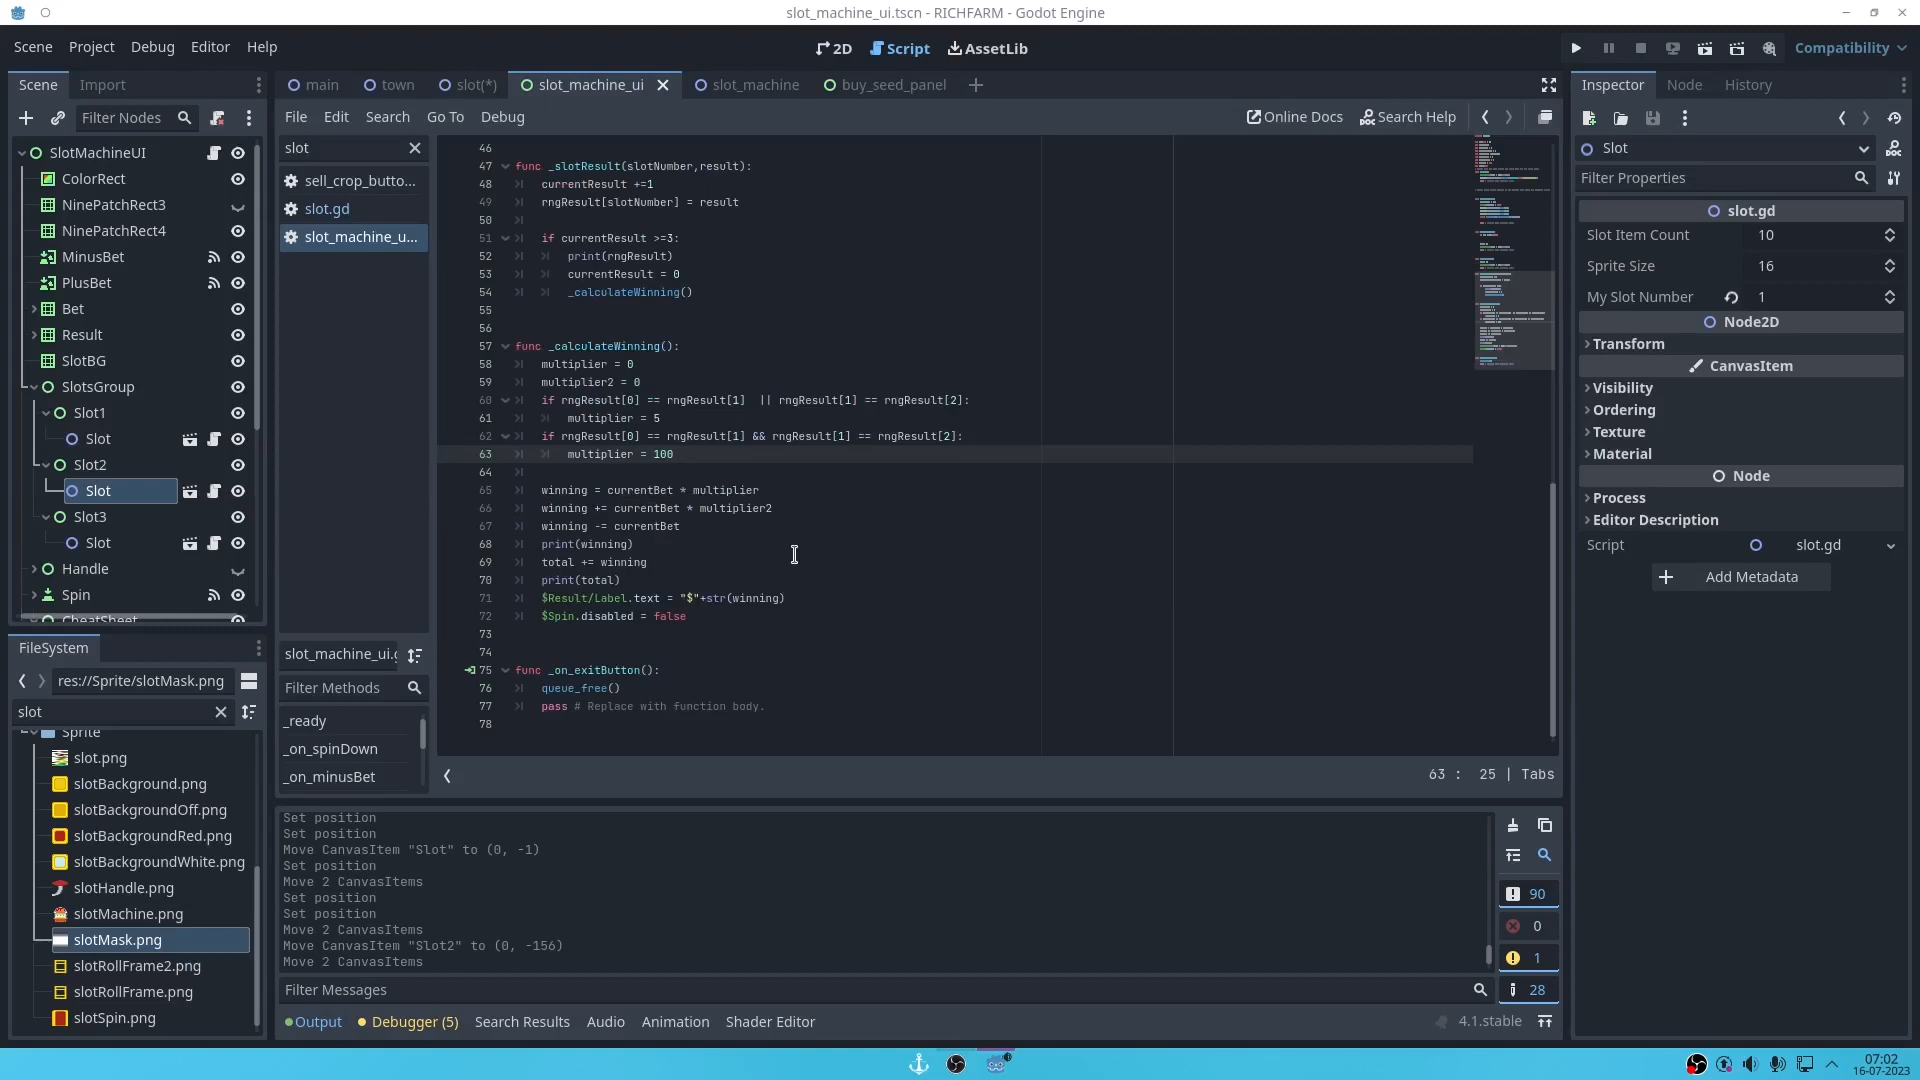 slot_machine_ui.tscn - RICHFARM - Godot Engine
Scene Project Debug Editor Help
2D Script AssetLib
Compatibility
Scene Import
Filter Nodes
SlotMachineUI
ColorRect
NinePatchRect3
NinePatchRect4
MinusBet
PlusBet
Bet
Result
SlotBG
SlotsGroup
Slot1
Slot
Slot2
Slot
Slot3
Slot
Handle
Spin
CheatSheet
FileSystem
res://Sprite/slotMask.png
slot
Sprite
slot.png
slotBackground.png
slotBackgroundOff.png
slotBackgroundRed.png
slotBackgroundWhite.png
slotHandle.png
slotMachine.png
slotMask.png
slotRollFrame2.png
slotRollFrame.png
slotSpin.png
main town slot(*) slot_machine_ui slot_machine buy_seed_panel
File Edit Search Go To Debug
Online Docs Search Help
slot
sell_crop_butto...
slot.gd
slot_machine_u...
slot_machine_ui.g
Filter Methods
_ready
_on_spinDown
_on_minusBet
46
47 func _slotResult(slotNumber,result):
48 currentResult +=1
49 rngResult[slotNumber] = result
50
51 if currentResult >=3:
52 print(rngResult)
53 currentResult = 0
54 _calculateWinning()
55
56
57 func _calculateWinning():
58 multiplier = 0
59 multiplier2 = 0
60 if rngResult[0] == rngResult[1]  || rngResult[1] == rngResult[2]:
61 multiplier = 5
62 if rngResult[0] == rngResult[1] && rngResult[1] == rngResult[2]:
63 multiplier = 100
64
65 winning = currentBet * multiplier
66 winning += currentBet * multiplier2
67 winning -= currentBet
68 print(winning)
69 total += winning
70 print(total)
71 $Result/Label.text = "$"+str(winning)
72 $Spin.disabled = false
73
74
75 func _on_exitButton():
76 queue_free()
77 pass # Replace with function body.
78
63 : 25 | Tabs
Set position
Set position
Move CanvasItem "Slot" to (0, -1)
Set position
Move 2 CanvasItems
Set position
Set position
Move 2 CanvasItems
Move CanvasItem "Slot2" to (0, -156)
Move 2 CanvasItems
90
0
1
28
Filter Messages
Output Debugger (5) Search Results Audio Animation Shader Editor
4.1.stable
Inspector Node History
Slot
Filter Properties
slot.gd
Slot Item Count 10
Sprite Size 16
My Slot Number 1
Node2D
Transform
CanvasItem
Visibility
Ordering
Texture
Material
Node
Process
Editor Description
Script slot.gd
Add Metadata
07:02
16-07-2023